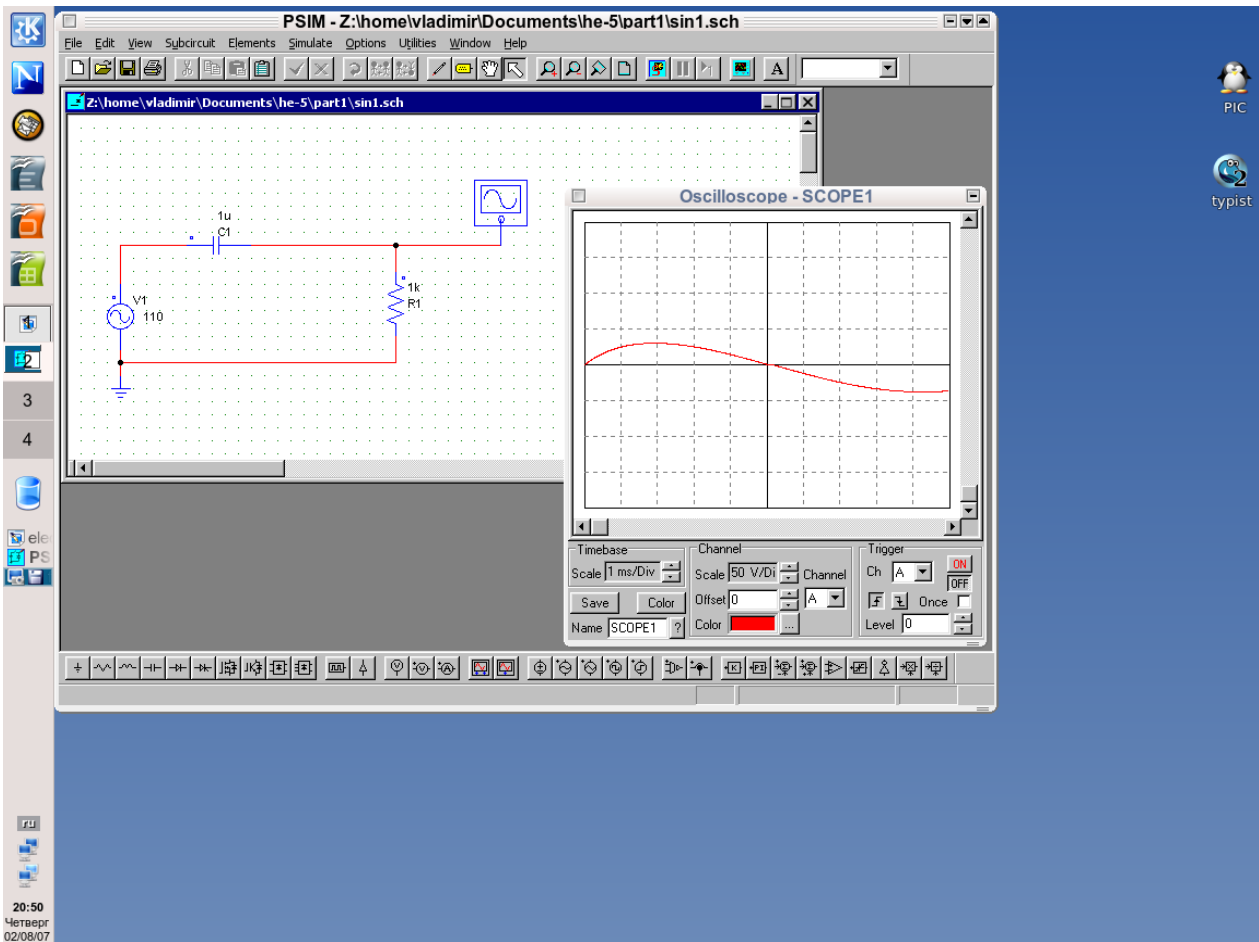 PSIM - Z:\home\vladimir\Documents\he-5\part1\sin1.sch
File Edit View Subcircuit Elements Simulate Options Utilities Window Help
A
Z:\home\vladimir\Documents\he-5\part1\sin1.sch
1u
C1
V1
110
1k
R1
Oscilloscope - SCOPE1
Timebase
Scale 1 ms/Div
Save Color
Name SCOPE1 ?
Channel
Scale 50 V/Di Channel
Offset 0 A
Color ...
Trigger
Ch A ON
OFF
Once
Level 0
PIC
typist
N
1
2
3
4
ele
PS
ru
20:50
Четверг
02/08/07